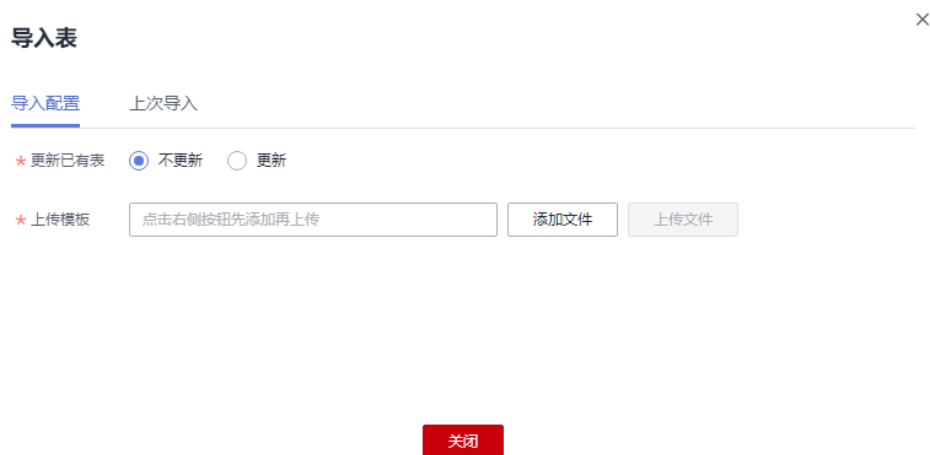 导入表
导入配置 上次导入
* 更新已有表 不更新 更新
* 上传模板 点击右侧按钮先添加再上传 添加文件 上传文件
关闭